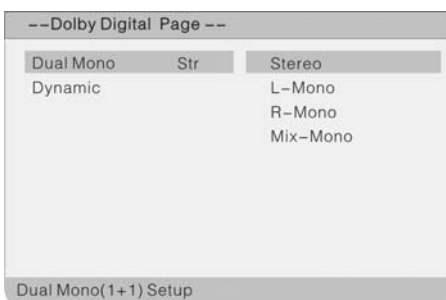 --Dolby Digital Page --
Dual Mono Str Stereo
Dynamic L-Mono
R-Mono
Mix-Mono
Dual Mono(1+1) Setup